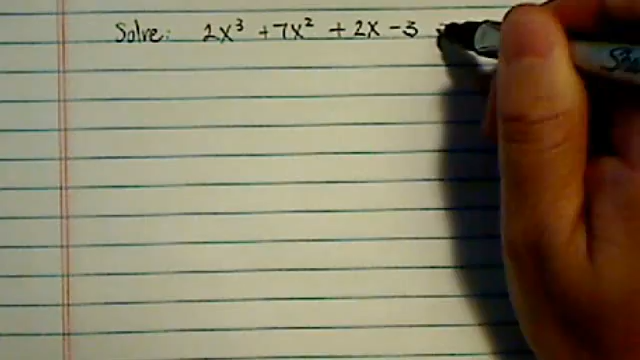 Solve: 2x³ + 7x² + 2x - 3